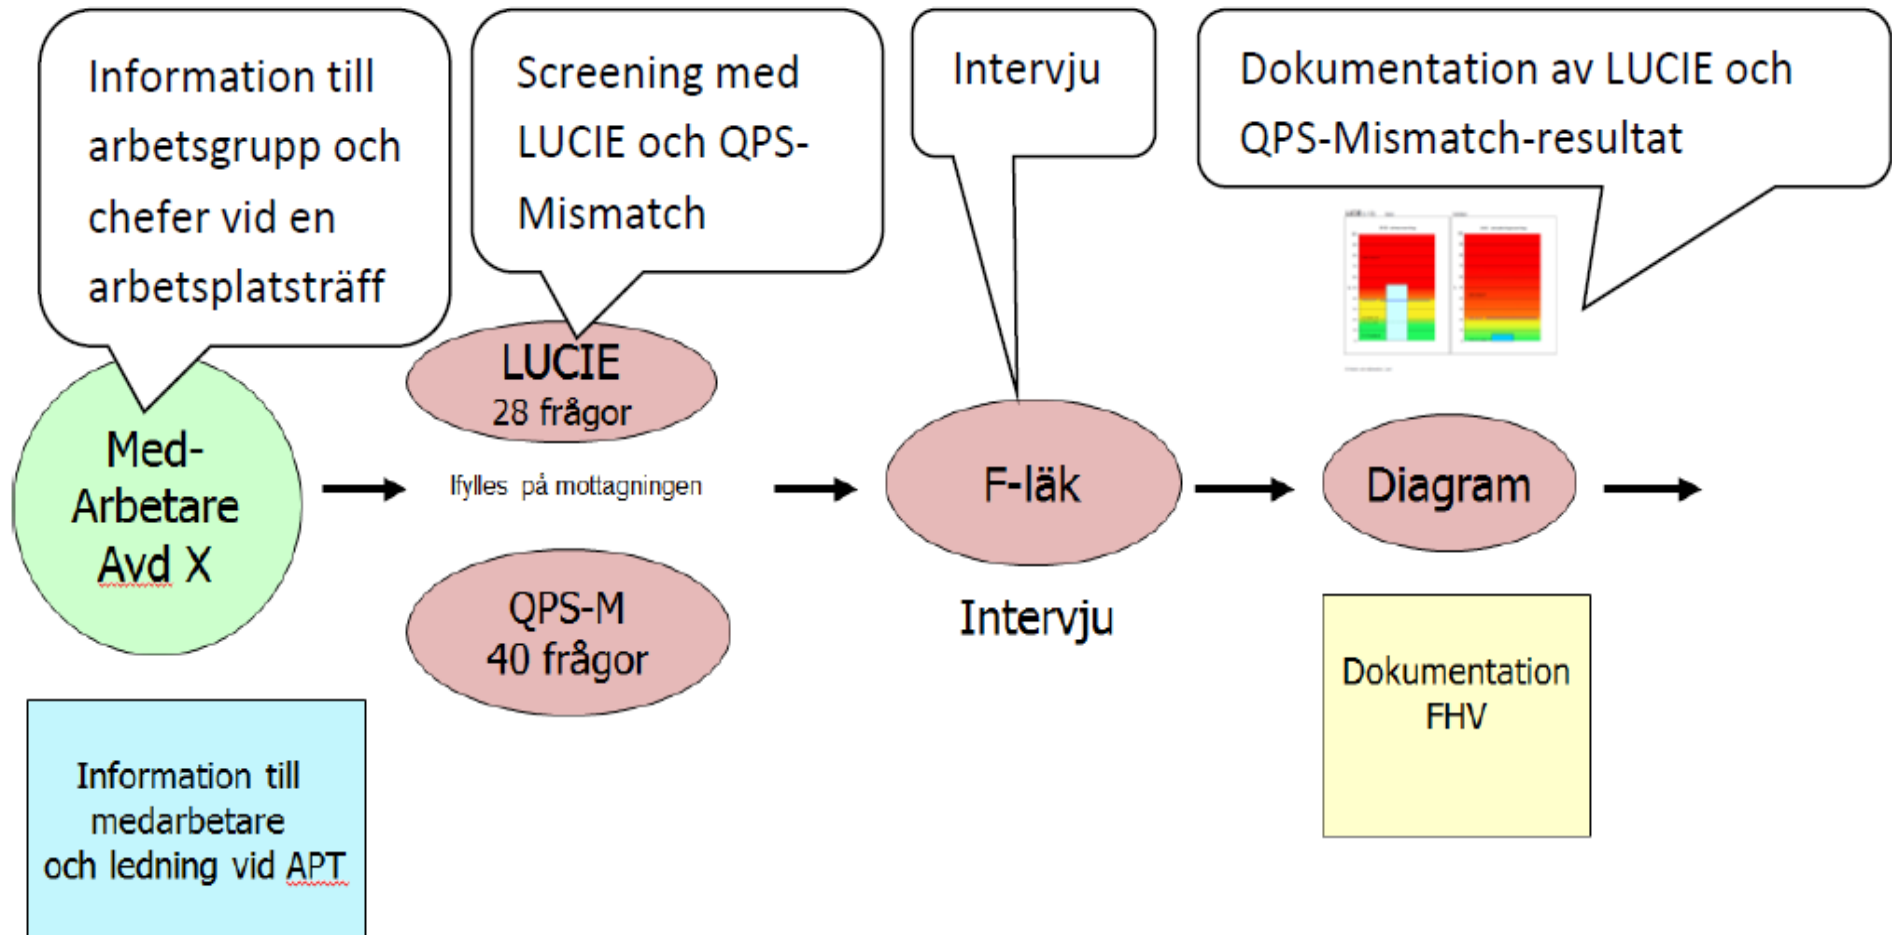 Information till
arbetsgrupp och
chefer vid en
arbetsplatsträff
Screening med
LUCIE och QPS-
Mismatch
Intervju
Dokumentation av LUCIE och
QPS-Mismatch-resultat
Med-
Arbetare
Avd X
LUCIE
28 frågor
Ifylles på mottagningen
QPS-M
40 frågor
F-läk
Intervju
Diagram
Dokumentation
FHV
Information till
medarbetare
och ledning vid APT